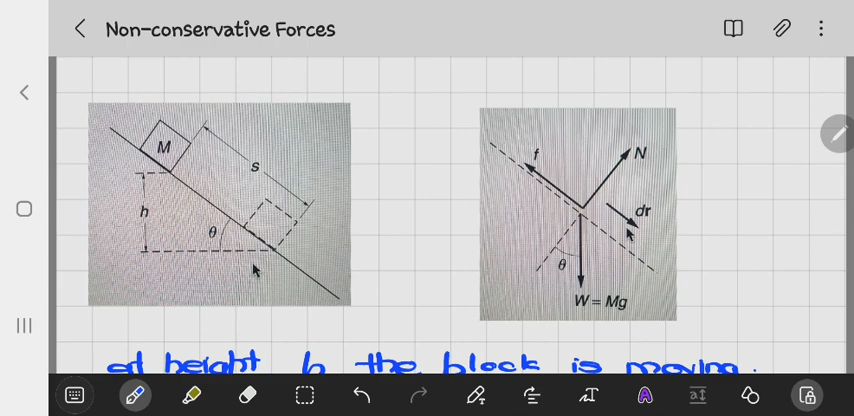 Non-conservative Forces
M
s
h
θ
f
N
dr
θ
W = Mg
at height h the block is moving.